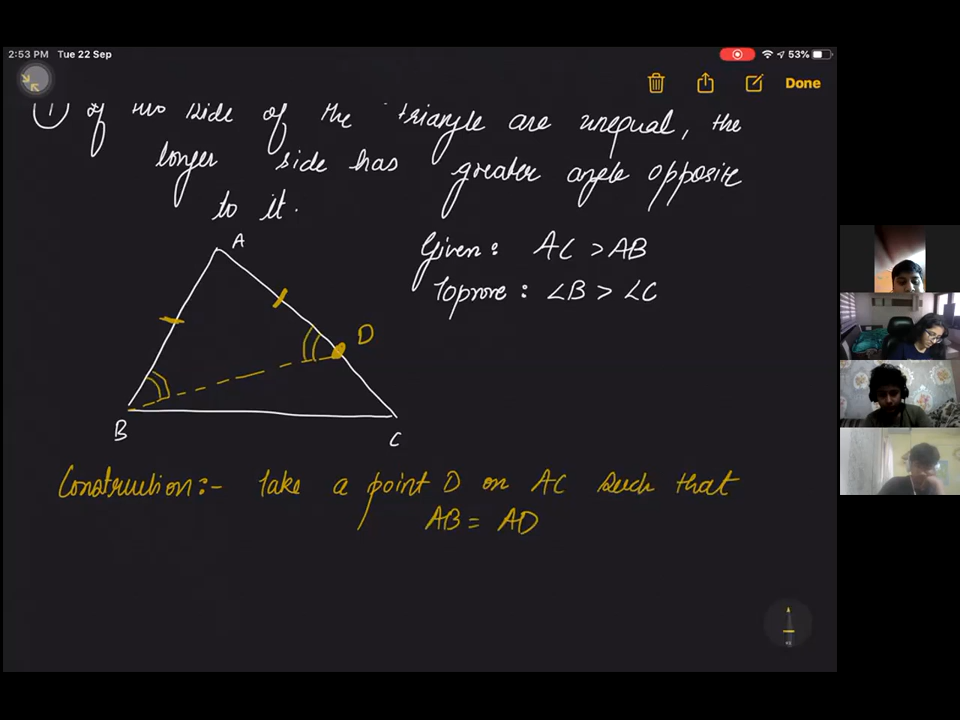 2:53 PM Tue 22 Sep 53%
Done
① If two side of the triangle are unequal, the
longer side has greater angle opposite
to it.
A
Given: AC > AB
To prove: ∠B > ∠C
D
B
C
Construction:- Take a point D on AC such that
AB = AD